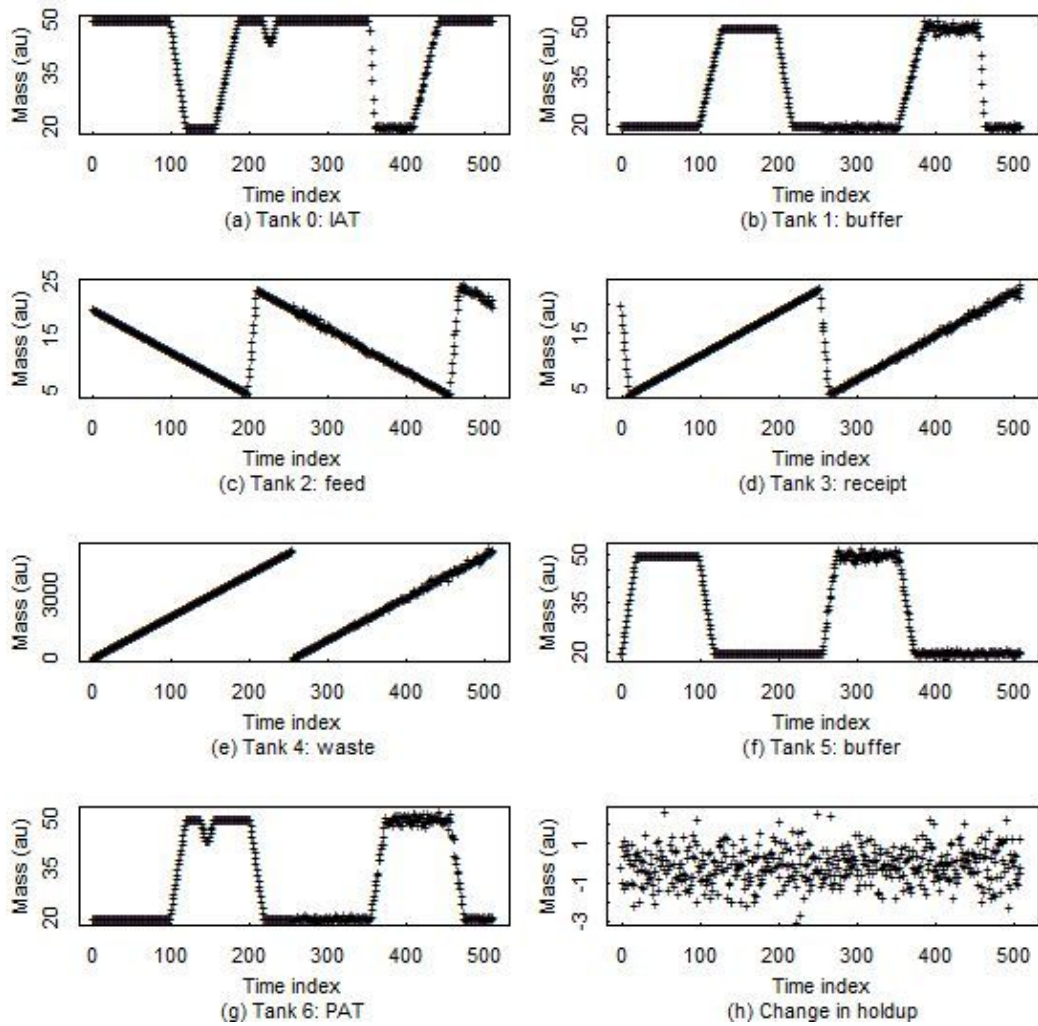 Mass (au)
20 35 50
0 100 200 300 400 500
Time index
(a) Tank 0: IAT
Mass (au)
20 35 50
0 100 200 300 400 500
Time index
(b) Tank 1: buffer
Mass (au)
5 15 25
0 100 200 300 400 500
Time index
(c) Tank 2: feed
Mass (au)
5 15
0 100 200 300 400 500
Time index
(d) Tank 3: receipt
Mass (au)
0 3000
0 100 200 300 400 500
Time index
(e) Tank 4: waste
Mass (au)
20 35 50
0 100 200 300 400 500
Time index
(f) Tank 5: buffer
Mass (au)
20 35 50
0 100 200 300 400 500
Time index
(g) Tank 6: PAT
Mass (au)
-3 -1 1
0 100 200 300 400 500
Time index
(h) Change in holdup